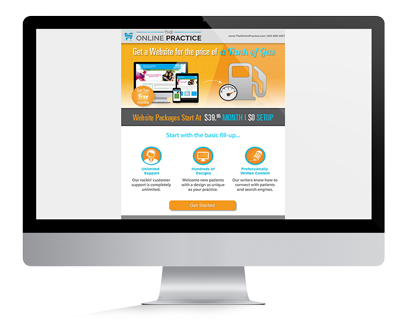 THE
ONLINE PRACTICE
Get a Website for the price of a Tank of Gas
Free
Website Packages Start At $39.95 MONTH | $0 SETUP
Start with the basic fill-up...
Unlimited
Support
Our rockin' customer
support is completely
unlimited.
Hundreds of
Designs
Welcome new patients
with a design as unique
as your practice.
Professionally
Written Content
Our writers know how to
connect with patients
and search engines.
Get Started